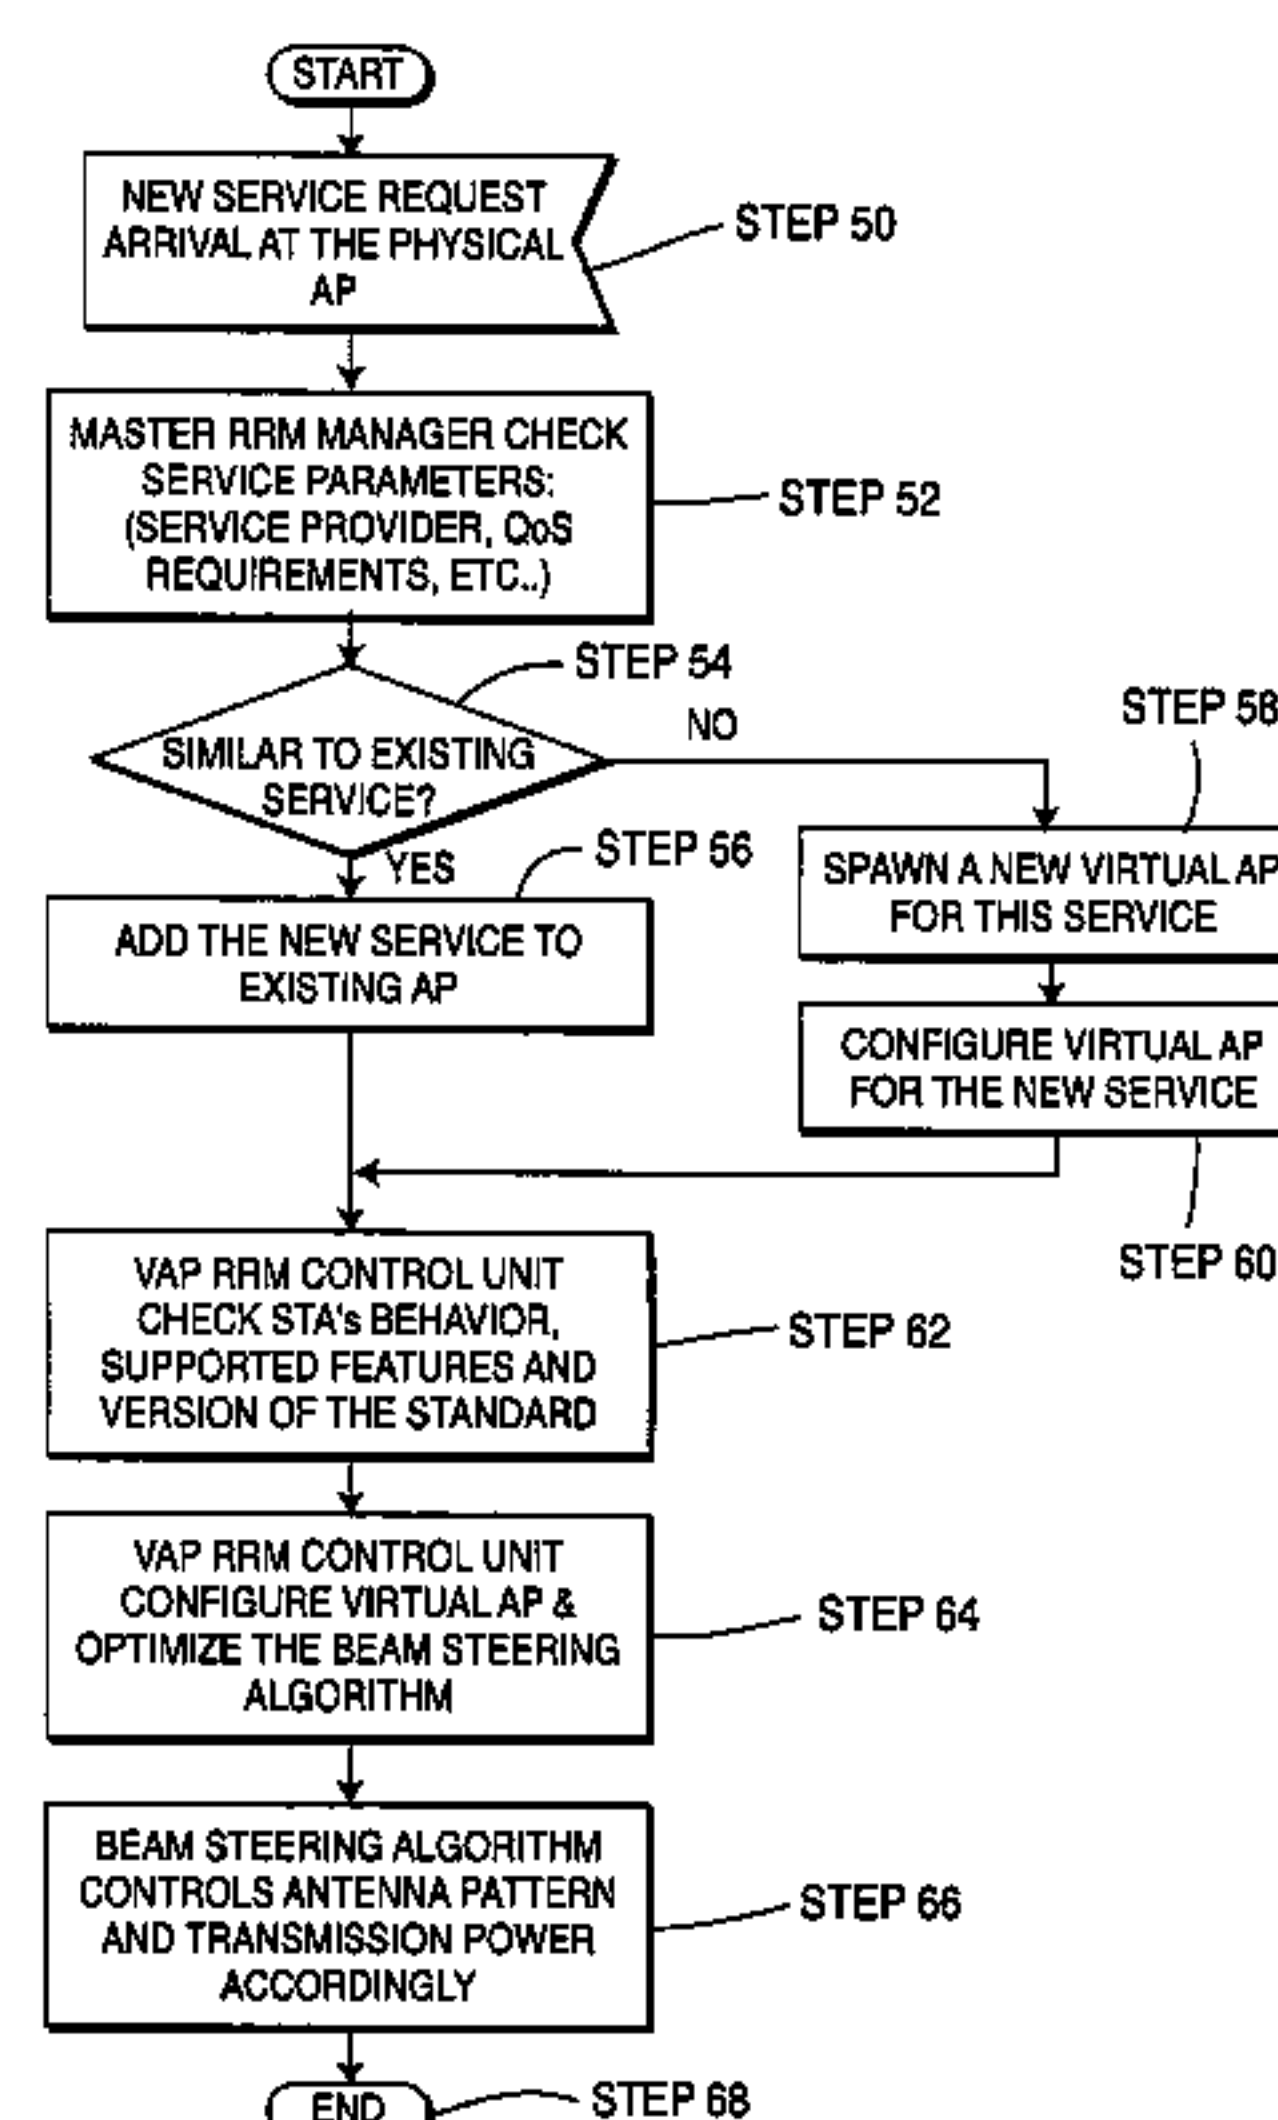 START
NEW SERVICE REQUEST
ARRIVAL AT THE PHYSICAL
AP
STEP 50
MASTER RRM MANAGER CHECK
SERVICE PARAMETERS:
(SERVICE PROVIDER, QoS
REQUIREMENTS, ETC..)
STEP 52
STEP 54
SIMILAR TO EXISTING
SERVICE?
NO
YES
STEP 56
ADD THE NEW SERVICE TO
EXISTING AP
STEP 58
SPAWN A NEW VIRTUAL AP
FOR THIS SERVICE
CONFIGURE VIRTUAL AP
FOR THE NEW SERVICE
STEP 60
VAP RRM CONTROL UNIT
CHECK STA's BEHAVIOR,
SUPPORTED FEATURES AND
VERSION OF THE STANDARD
STEP 62
VAP RRM CONTROL UNIT
CONFIGURE VIRTUAL AP &
OPTIMIZE THE BEAM STEERING
ALGORITHM
STEP 64
BEAM STEERING ALGORITHM
CONTROLS ANTENNA PATTERN
AND TRANSMISSION POWER
ACCORDINGLY
STEP 66
END
STEP 68